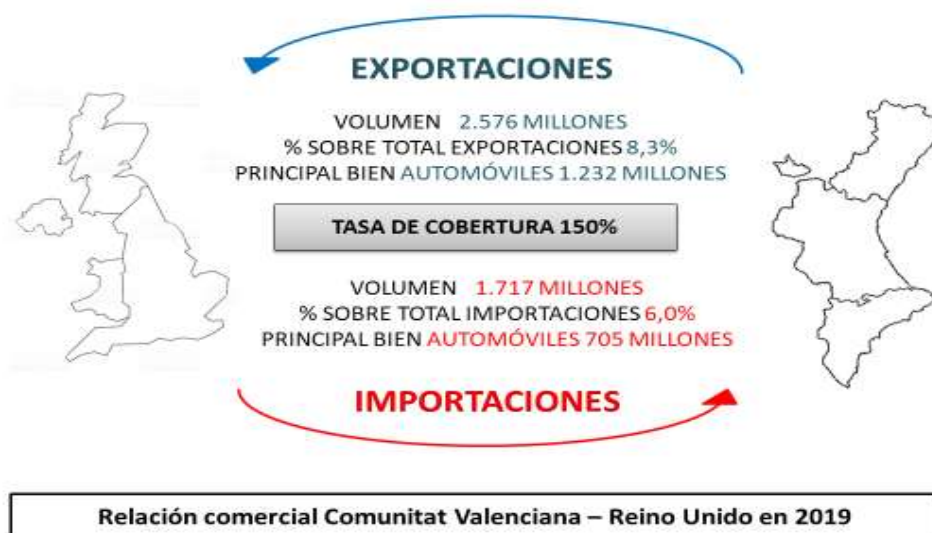 EXPORTACIONES
VOLUMEN 2.576 MILLONES
% SOBRE TOTAL EXPORTACIONES 8,3%
PRINCIPAL BIEN AUTOMÓVILES 1.232 MILLONES
TASA DE COBERTURA 150%
VOLUMEN 1.717 MILLONES
% SOBRE TOTAL IMPORTACIONES 6,0%
PRINCIPAL BIEN AUTOMÓVILES 705 MILLONES
IMPORTACIONES
Relación comercial Comunitat Valenciana – Reino Unido en 2019